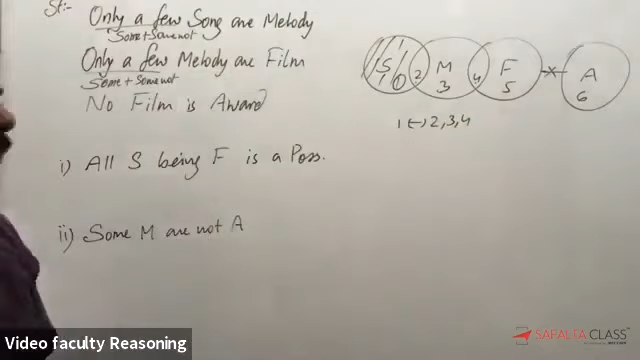 St:- Only a few Song are Melody
Some+Some not
Only a few Melody are Film
Some + Some not
No Film is Award
S M F A
1 0 2 3 4 5 6
1 ↔ 2,3,4
i) All S being F is a Poss.
ii) Some M are not A
Video faculty Reasoning
SAFALTA CLASS